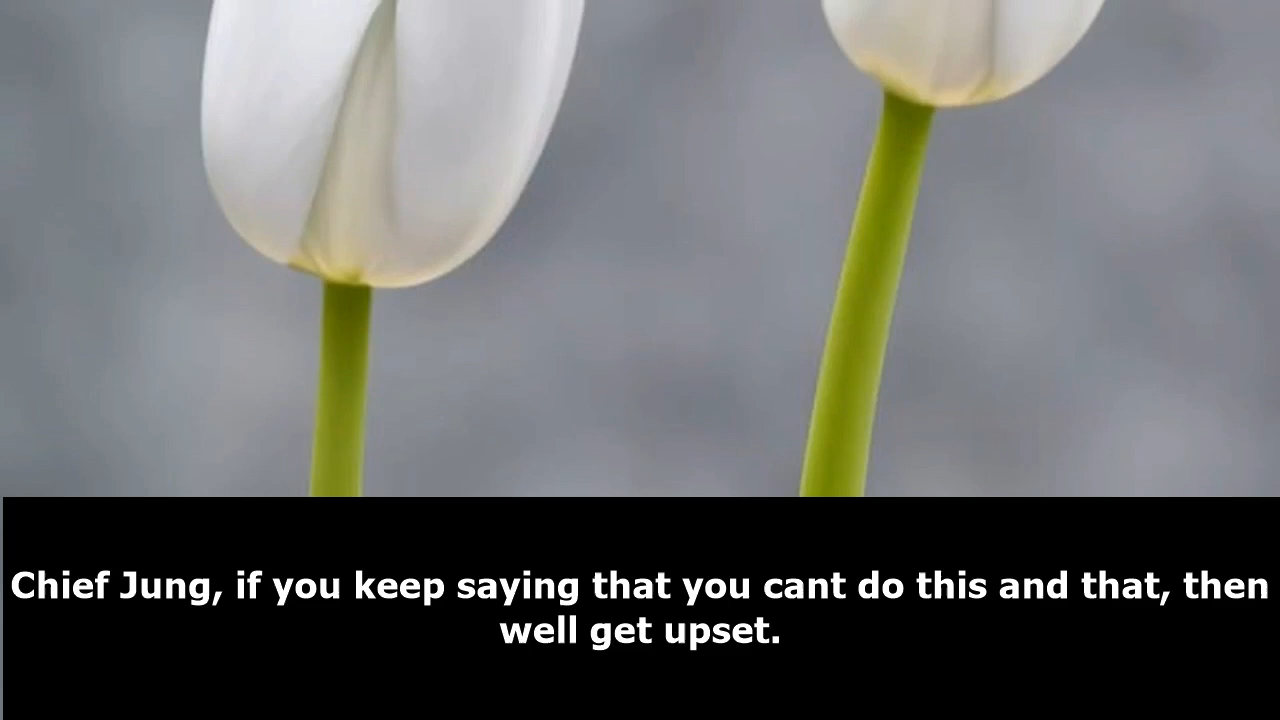 Chief Jung, if you keep saying that you cant do this and that, then
well get upset.